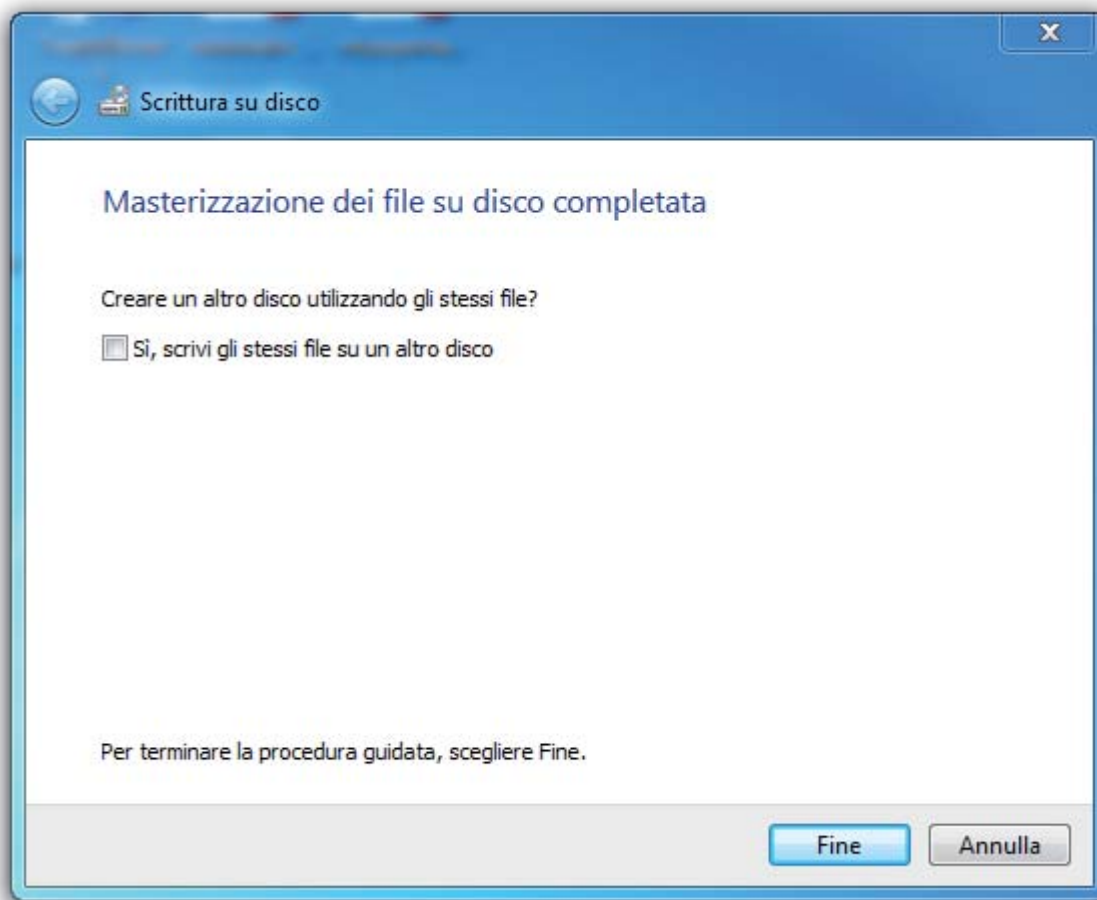 Scrittura su disco
Masterizzazione dei file su disco completata
Creare un altro disco utilizzando gli stessi file?
Sì, scrivi gli stessi file su un altro disco
Per terminare la procedura guidata, scegliere Fine.
Fine
Annulla